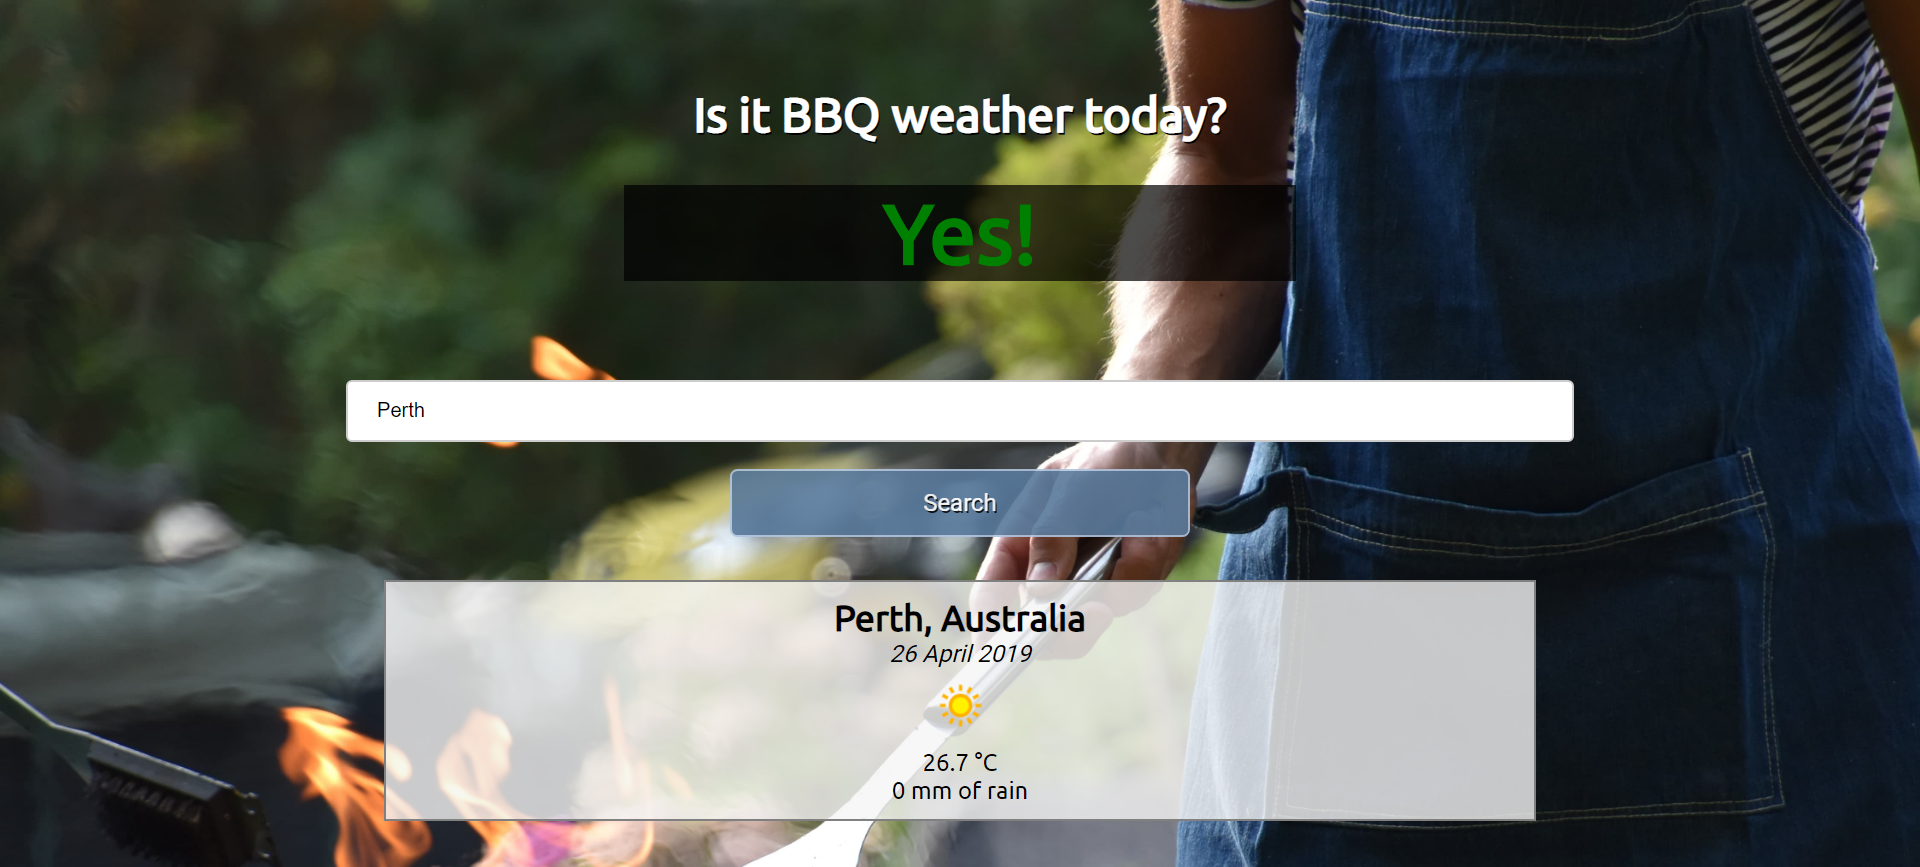 Is it BBQ weather today?
Yes!
Perth
Search
Perth, Australia
26 April 2019
26.7 °C
0 mm of rain